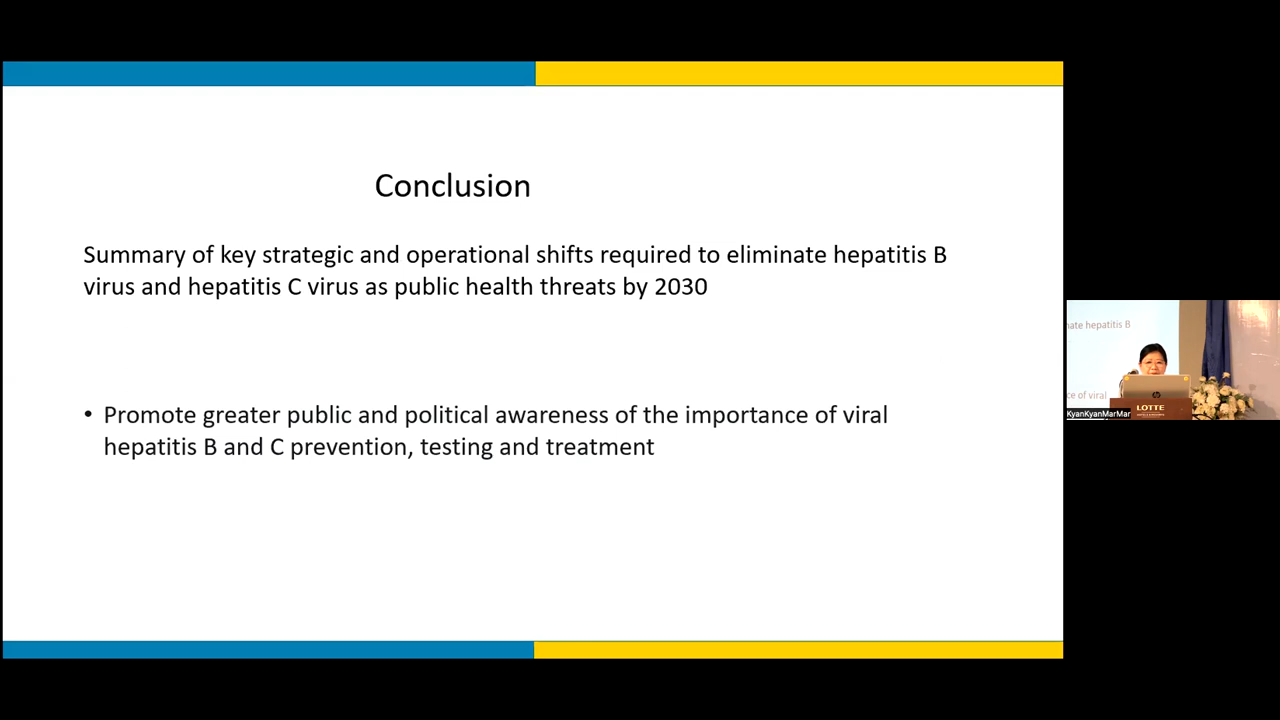 Conclusion
Summary of key strategic and operational shifts required to eliminate hepatitis B
virus and hepatitis C virus as public health threats by 2030
• Promote greater public and political awareness of the importance of viral
hepatitis B and C prevention, testing and treatment
nate hepatitis B
ce of viral
KyanKyanMarMar
LOTTE